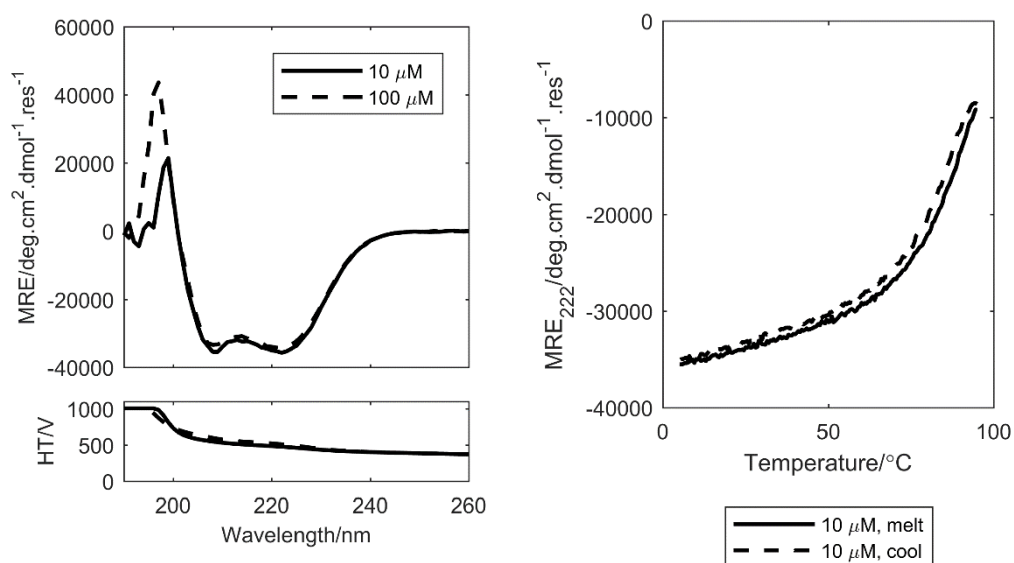 60000
40000
20000
0
-20000
-40000
MRE/deg.cm².dmol⁻¹.res⁻¹
10 μM
100 μM
1000
500
0
HT/V
200
220
240
260
Wavelength/nm
0
-10000
-20000
-30000
-40000
MRE₂₂₂/deg.cm².dmol⁻¹.res⁻¹
0
50
100
Temperature/°C
10 μM, melt
10 μM, cool